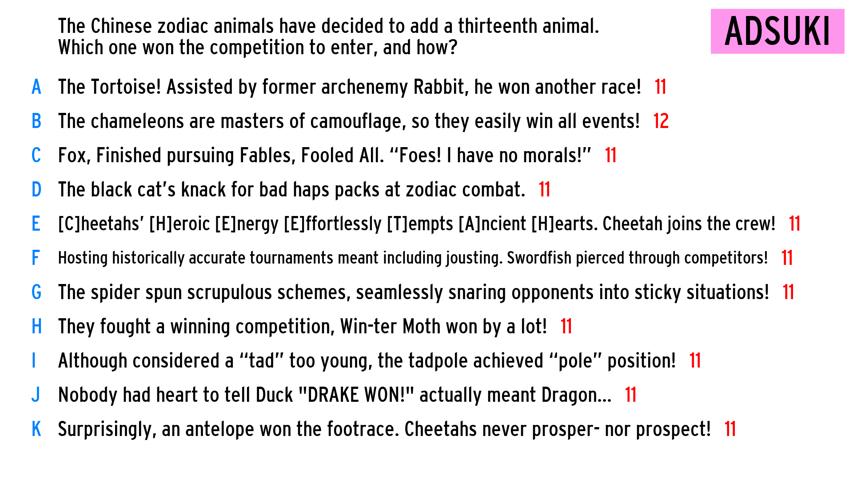 The Chinese zodiac animals have decided to add a thirteenth animal.
Which one won the competition to enter, and how?
ADSUKI
A The Tortoise! Assisted by former archenemy Rabbit, he won another race! 11
B The chameleons are masters of camouflage, so they easily win all events! 12
C Fox, Finished pursuing Fables, Fooled All. “Foes! I have no morals!” 11
D The black cat’s knack for bad haps packs at zodiac combat. 11
E [C]heetahs’ [H]eroic [E]nergy [E]ffortlessly [T]empts [A]ncient [H]earts. Cheetah joins the crew! 11
F Hosting historically accurate tournaments meant including jousting. Swordfish pierced through competitors! 11
G The spider spun scrupulous schemes, seamlessly snaring opponents into sticky situations! 11
H They fought a winning competition, Win-ter Moth won by a lot! 11
I Although considered a “tad” too young, the tadpole achieved “pole” position! 11
J Nobody had heart to tell Duck "DRAKE WON!" actually meant Dragon... 11
K Surprisingly, an antelope won the footrace. Cheetahs never prosper- nor prospect! 11